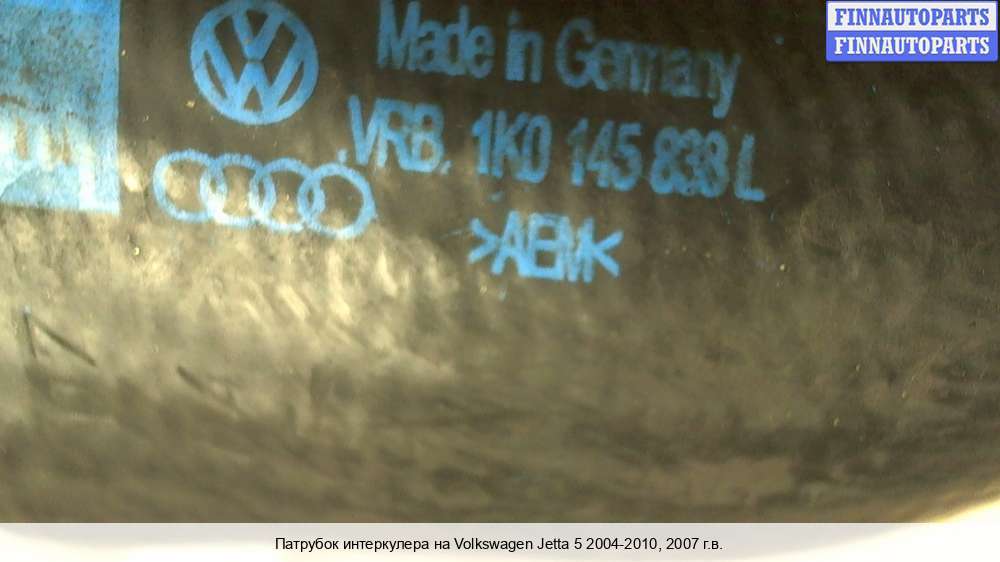 FINNAUTOPARTS
FINNAUTOPARTS
Made in Germany
VRB. 1K0 145 838 L
>AEM<
Патрубок интеркулера на Volkswagen Jetta 5 2004-2010, 2007 г.в.